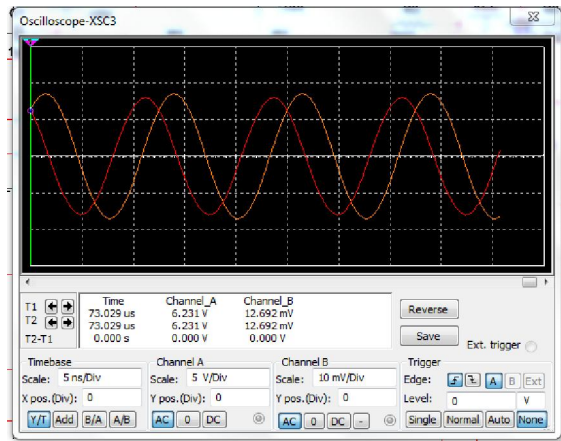 Oscilloscope-XSC3
T1
T2
T2-T1
Time Channel_A Channel_B
73.029 us 6.231 V 12.692 mV
73.029 us 6.231 V 12.692 mV
0.000 s 0.000 V 0.000 V
Reverse
Save
Ext. trigger
Timebase
Scale: 5 ns/Div
X pos.(Div): 0
Y/T Add B/A A/B
Channel A
Scale: 5 V/Div
Y pos.(Div): 0
AC 0 DC
Channel B
Scale: 10 mV/Div
Y pos.(Div): 0
AC 0 DC -
Trigger
Edge: A B Ext
Level: 0 V
Single Normal Auto None